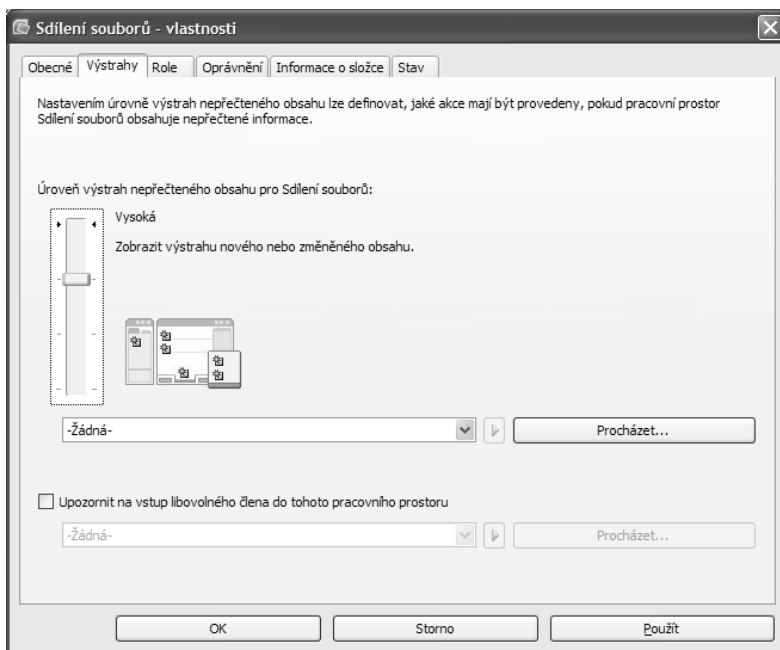 Sdílení souborů - vlastnosti
Obecné Výstrahy Role Oprávnění Informace o složce Stav
Nastavením úrovně výstrah nepřečteného obsahu lze definovat, jaké akce mají být provedeny, pokud pracovní prostor
Sdílení souborů obsahuje nepřečtené informace.
Úroveň výstrah nepřečteného obsahu pro Sdílení souborů:
Vysoká
Zobrazit výstrahu nového nebo změněného obsahu.
-Žádná- Procházet...
Upozornit na vstup libovolného člena do tohoto pracovního prostoru
-Žádná- Procházet...
OK Storno Použít